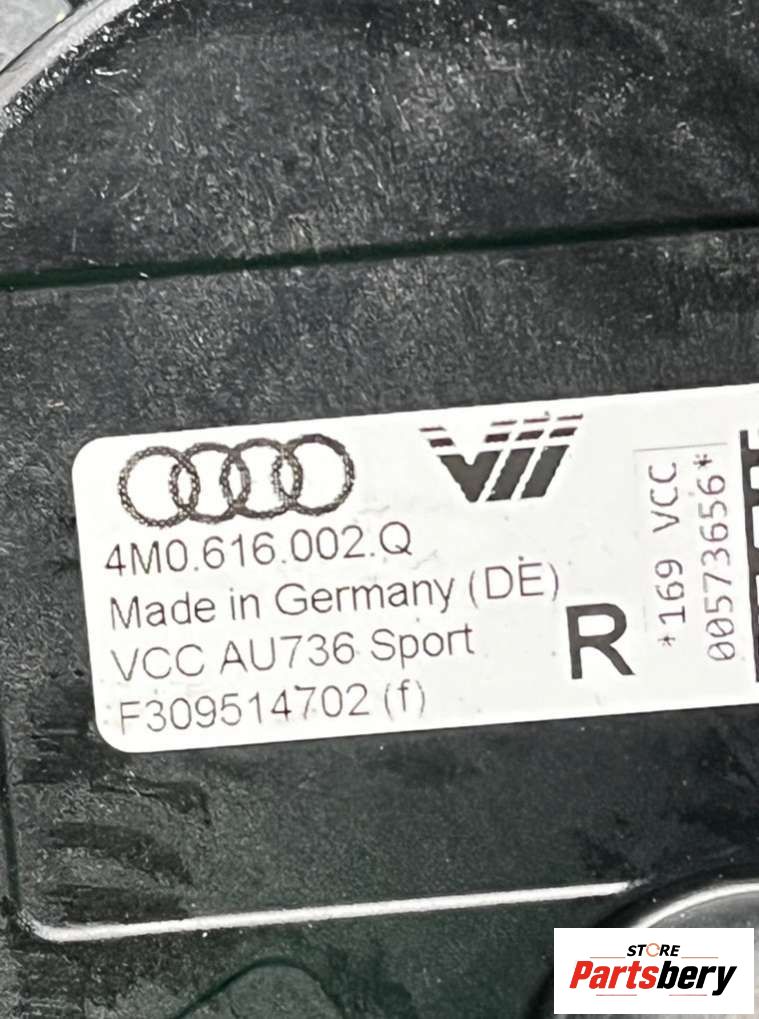 4M0.616.002.Q
Made in Germany (DE)
VCC AU736 Sport
F309514702 (f)
R
*169 VCC
00573656*
STORE
Partsbery